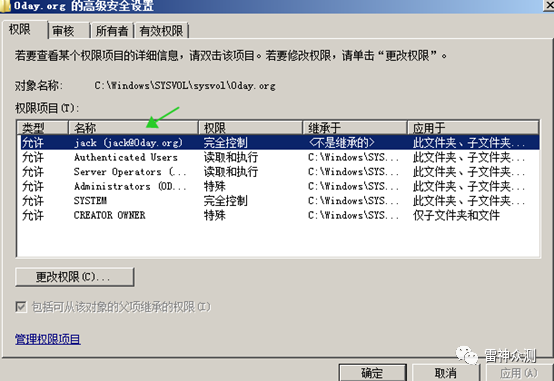 0day.org 的高级安全设置
权限 审核 所有者 有效权限
若要查看某个权限项目的详细信息，请双击该项目。若要修改权限，请单击“更改权限”。
对象名称: C:\Windows\SYSVOL\sysvol\0day.org
权限项目(T):
类型 名称 权限 继承于 应用于
允许 jack (jack@0day.org) 完全控制 <不是继承的> 此文件夹、子文件夹...
允许 Authenticated Users 读取和执行 C:\Windows\SYS... 此文件夹、子文件夹...
允许 Server Operators (... 读取和执行 C:\Windows\SYS... 此文件夹、子文件夹...
允许 Administrators (OD... 特殊 C:\Windows\SYS... 此文件夹、子文件夹...
允许 SYSTEM 完全控制 C:\Windows\SYS... 此文件夹、子文件夹...
允许 CREATOR OWNER 特殊 C:\Windows\SYS... 仅子文件夹和文件
更改权限(C)...
包括可从该对象的父项继承的权限(I)
管理权限项目
雷神众测
确定 取消 应用(A)